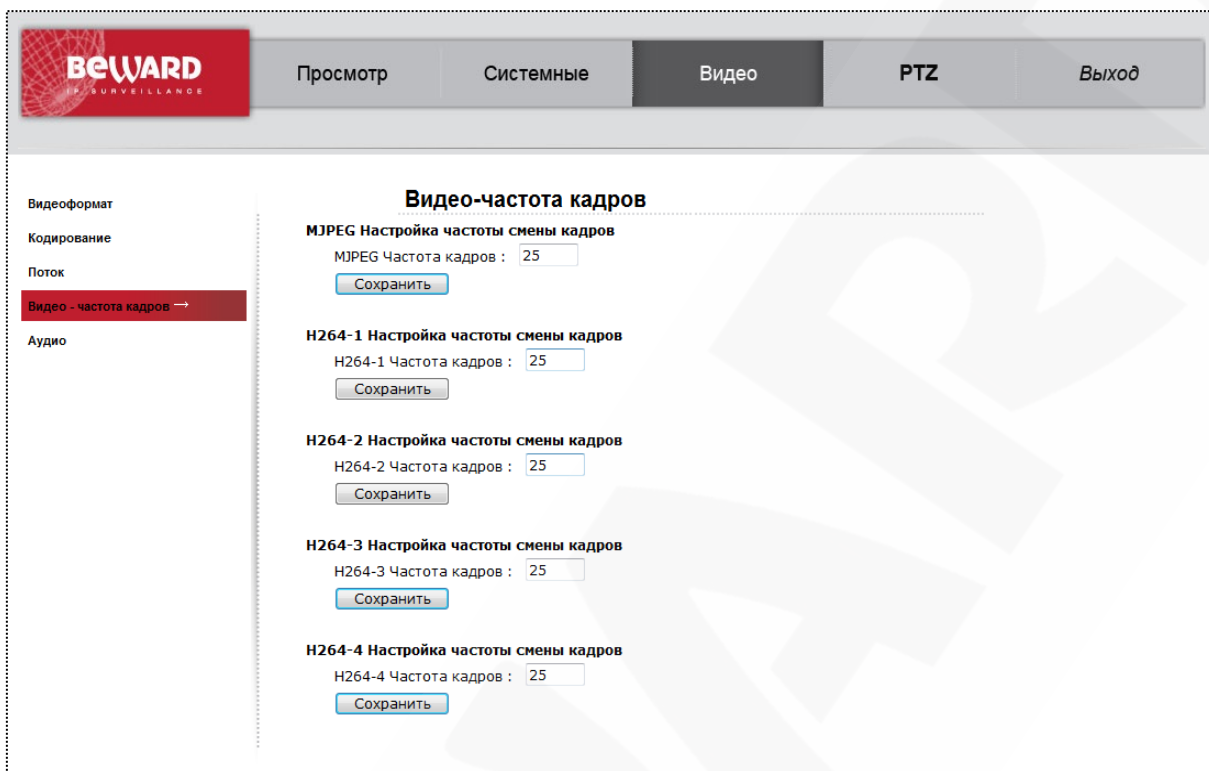 BEWARD
IP SURVEILLANCE
Просмотр
Системные
Видео
PTZ
Выход
Видеоформат
Кодирование
Поток
Видео - частота кадров →
Аудио
Видео-частота кадров
MJPEG Настройка частоты смены кадров
MJPEG Частота кадров : 25
Сохранить
H264-1 Настройка частоты смены кадров
H264-1 Частота кадров : 25
Сохранить
H264-2 Настройка частоты смены кадров
H264-2 Частота кадров : 25
Сохранить
H264-3 Настройка частоты смены кадров
H264-3 Частота кадров : 25
Сохранить
H264-4 Настройка частоты смены кадров
H264-4 Частота кадров : 25
Сохранить